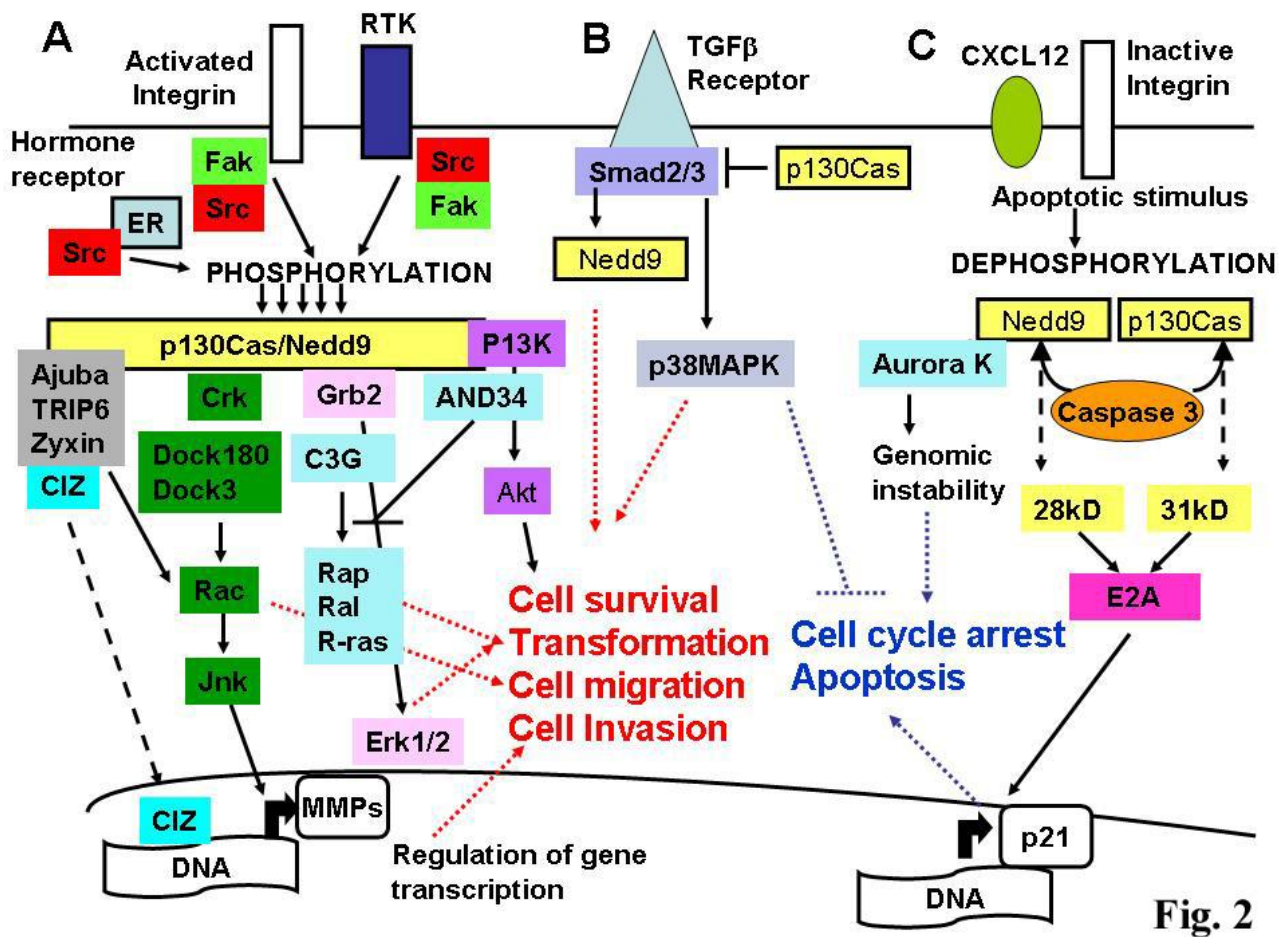 A
RTK
Activated
Integrin
Hormone
receptor
Fak
Src
Src
Fak
ER
Src
PHOSPHORYLATION
p130Cas/Nedd9
P13K
Ajuba
TRIP6
Zyxin
CIZ
Crk
Grb2
AND34
Dock180
Dock3
C3G
Akt
Rac
Rap
Ral
R-ras
Jnk
Erk1/2
CIZ
DNA
MMPs
Regulation of gene
transcription
Cell survival
Transformation
Cell migration
Cell Invasion
B
TGFβ
Receptor
Smad2/3
p130Cas
Nedd9
p38MAPK
Cell cycle arrest
Apoptosis
C
CXCL12
Inactive
Integrin
Apoptotic stimulus
DEPHOSPHORYLATION
Nedd9
p130Cas
Aurora K
Caspase 3
Genomic
instability
28kD
31kD
E2A
p21
DNA
Fig. 2